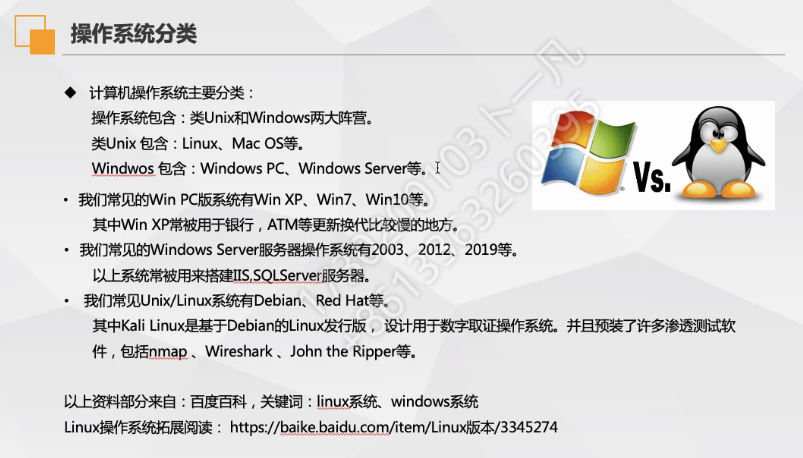 操作系统分类
◆ 计算机操作系统主要分类：
操作系统包含：类Unix和Windows两大阵营。
类Unix 包含：Linux、Mac OS等。
Windwos 包含：Windows PC、Windows Server等。
• 我们常见的Win PC版系统有Win XP、Win7、Win10等。
其中Win XP常被用于银行，ATM等更新换代比较慢的地方。
• 我们常见的Windows Server服务器操作系统有2003、2012、2019等。
以上系统常被用来搭建IIS,SQLServer服务器。
• 我们常见Unix/Linux系统有Debian、Red Hat等。
其中Kali Linux是基于Debian的Linux发行版， 设计用于数字取证操作系统。并且预装了许多渗透测试软
件，包括nmap 、Wireshark 、John the Ripper等。
Vs.
以上资料部分来自：百度百科，关键词：linux系统、windows系统
Linux操作系统拓展阅读： https://baike.baidu.com/item/Linux版本/3345274
卜一凡
+8613363260395